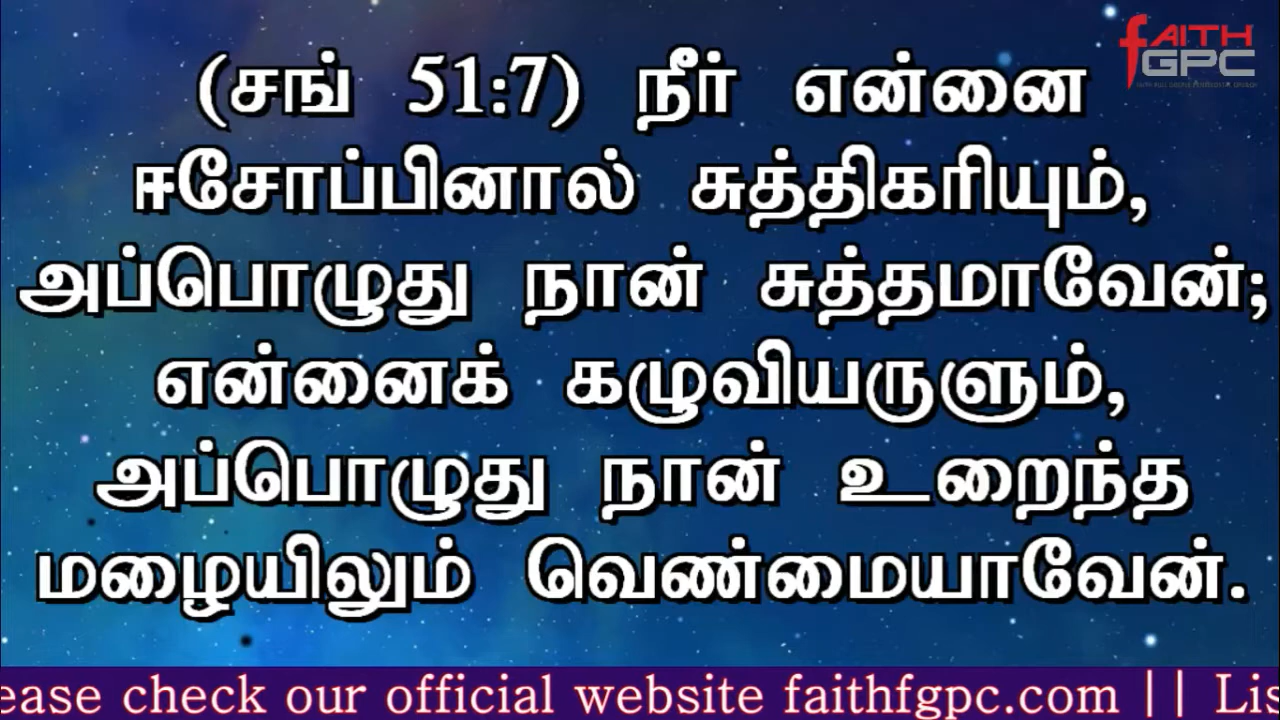 fAITH
GPC
(சங் 51:7) நீர் என்னை
ஈசோப்பினால் சுத்திகரியும்,
அப்பொழுது நான் சுத்தமாவேன்;
என்னைக் கழுவியருளும்,
அப்பொழுது நான் உறைந்த
மழையிலும் வெண்மையாவேன்.
ease check our official website faithfgpc.com || Lis